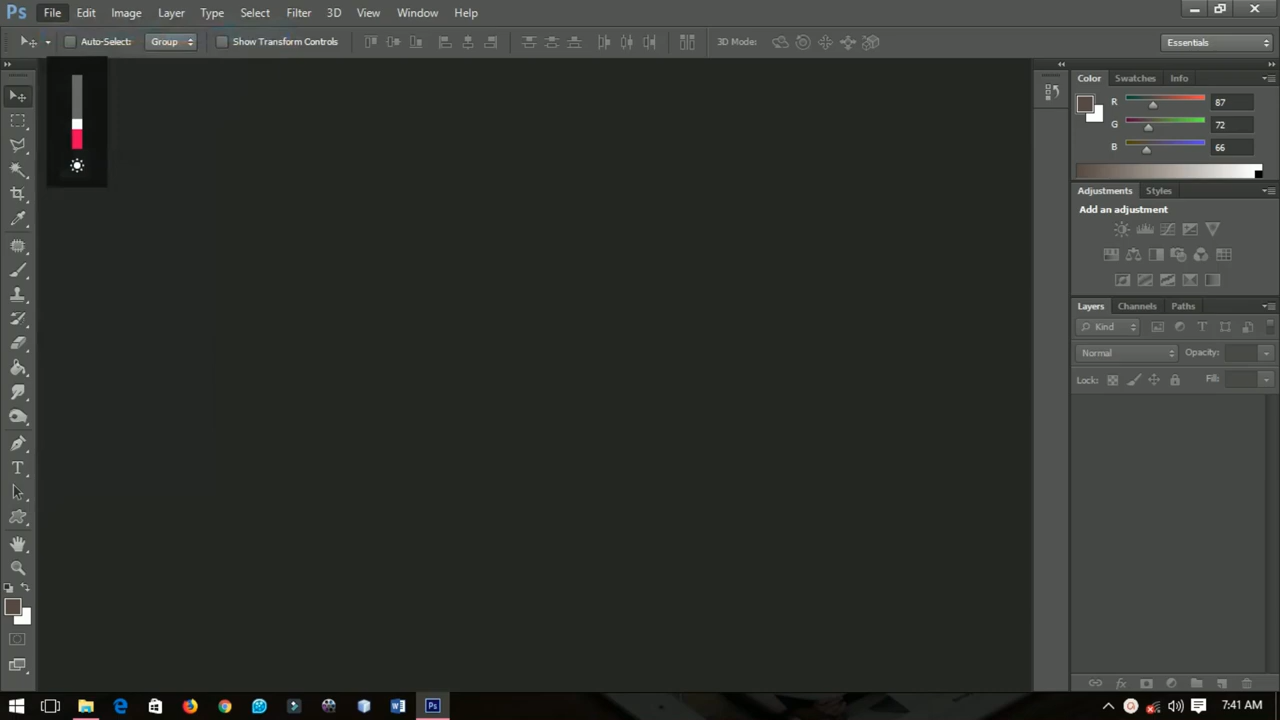 Ps File Edit Image Layer Type Select Filter 3D View Window Help
Auto-Select: Group Show Transform Controls 3D Mode: Essentials
Color Swatches Info
R 87
G 72
B 66
Adjustments Styles
Add an adjustment
Layers Channels Paths
Kind T
Normal Opacity:
Lock: Fill:
T
Ps 7:41 AM